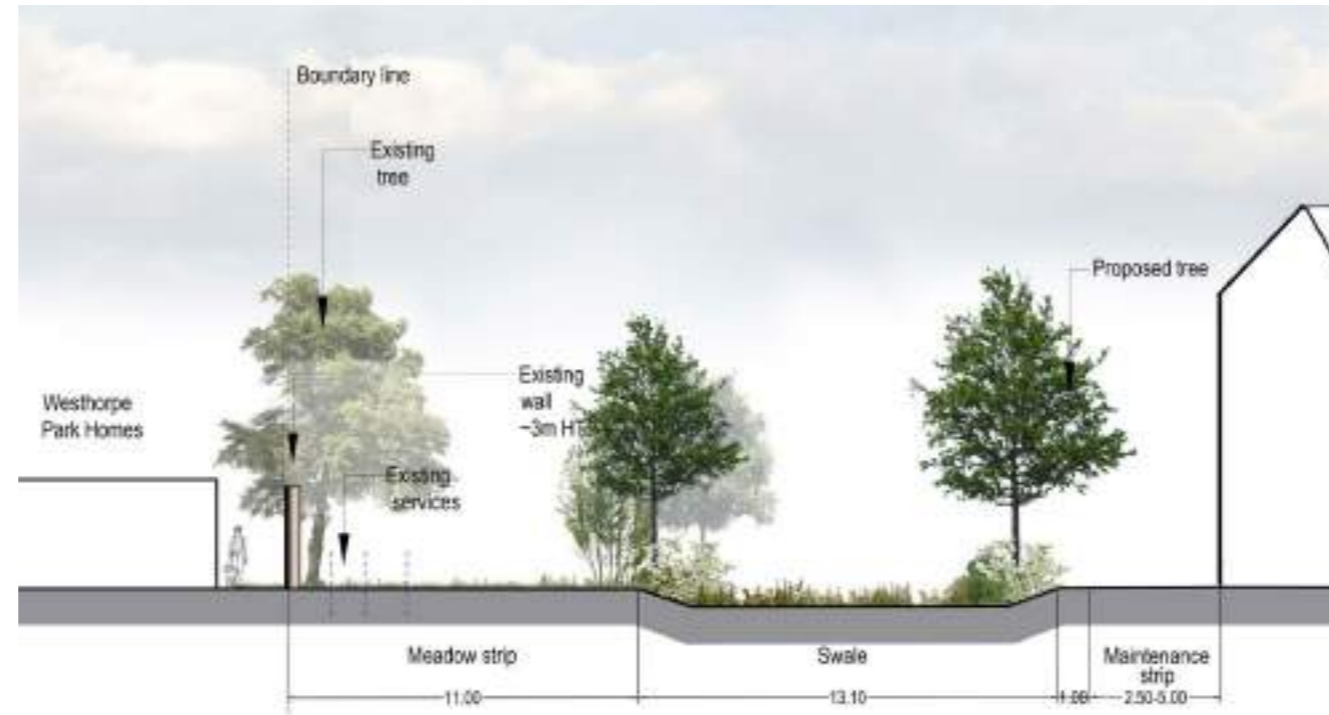 Boundary line
Existing
tree
Proposed tree
Existing
wall
~3m HT
Westhorpe
Park Homes
Existing
services
Meadow strip
Swale
Maintenance
strip
11.00
13.10
1.00
2.50-5.00